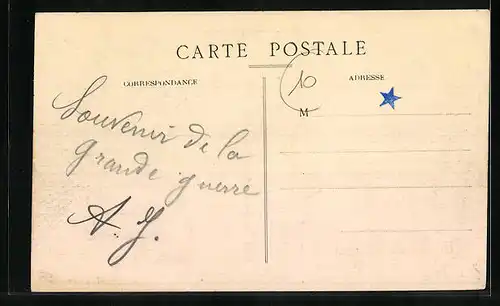 CARTE POSTALE
CORRESPONDANCE
ADRESSE
10
M
Souvenir de la
grande guerre
A. J.